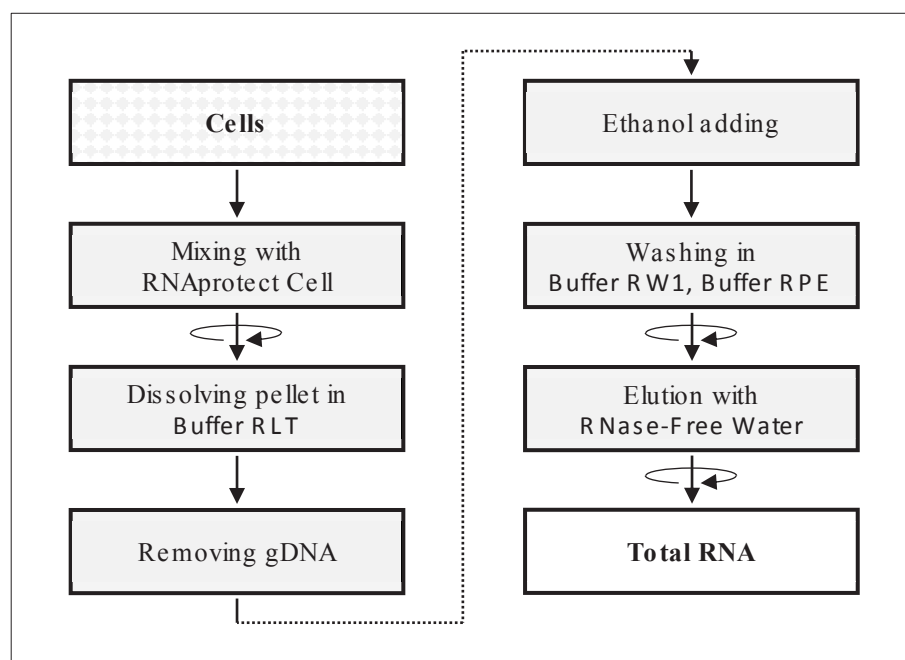 Cells
Mixing with
RNAprotect Cell
Dissolving pellet in
Buffer RLT
Removing gDNA
Ethanol adding
Washing in
Buffer RW1, Buffer RPE
Elution with
RNase-Free Water
Total RNA